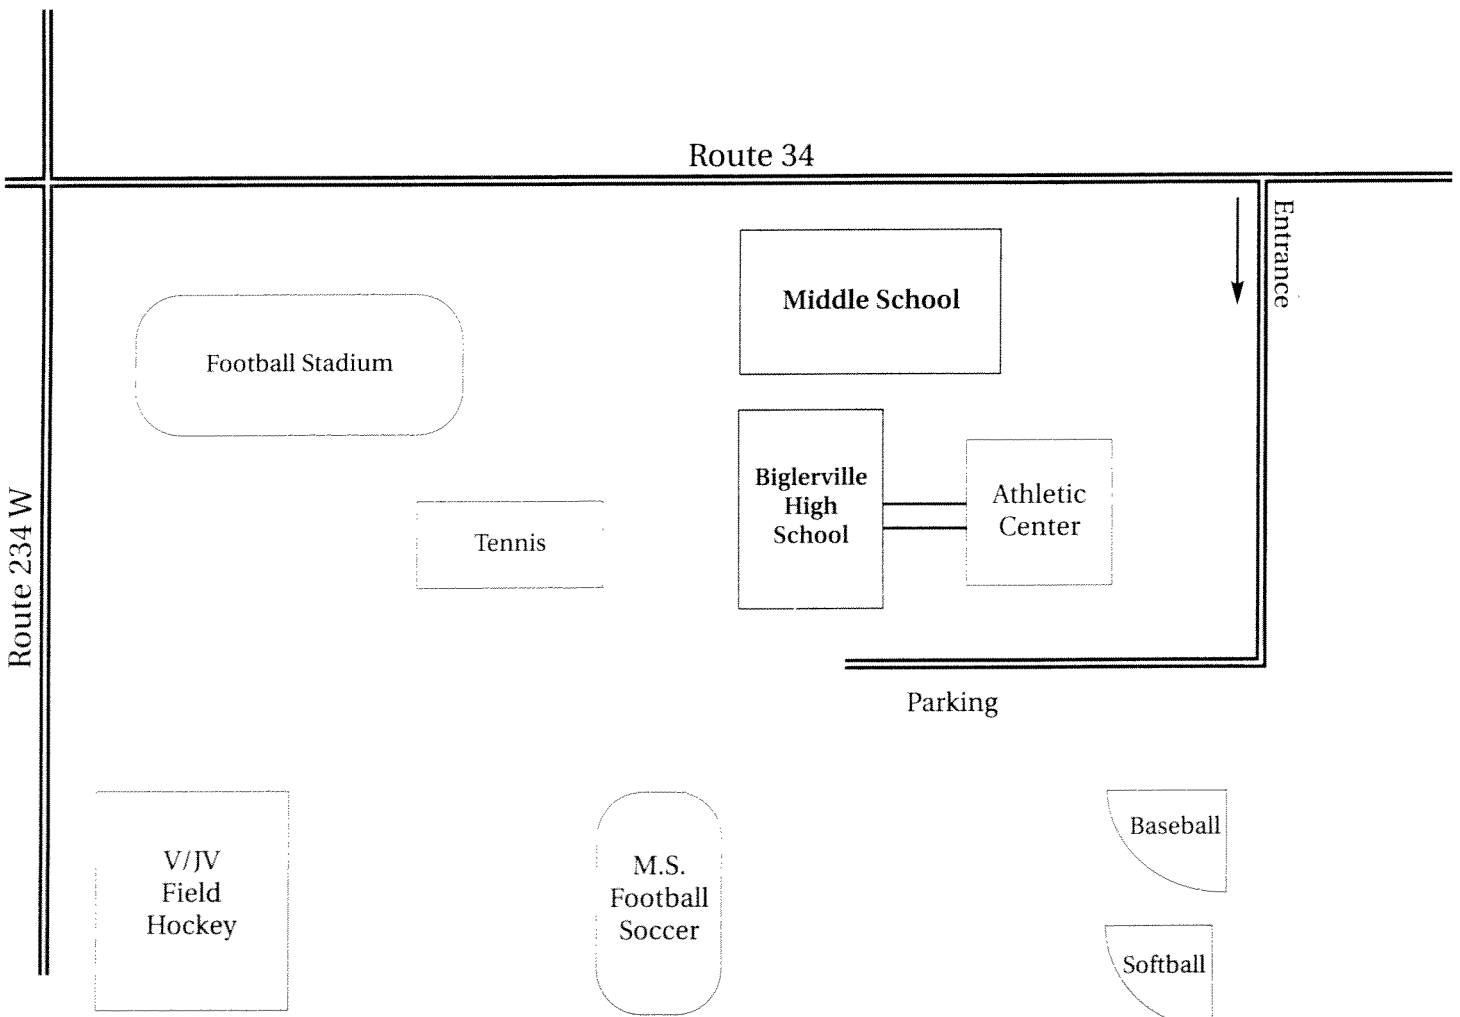 Route 34
Entrance
Middle School
Football Stadium
Biglerville
High
School
Athletic
Center
Tennis
Route 234 W
Parking
Baseball
V/JV
Field
Hockey
M.S.
Football
Soccer
Softball